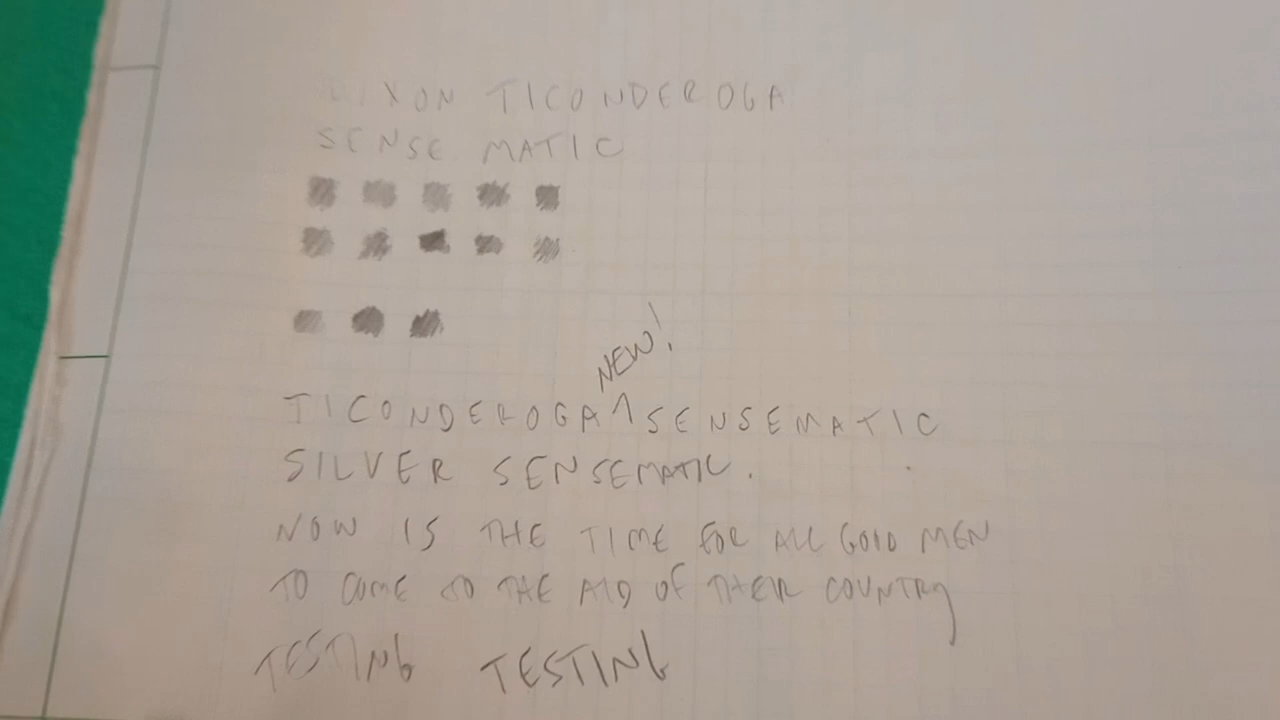 IXON TICONDEROGA
SENSE MATIC
NEW!
TICONDEROGA ^ SENSEMATIC
SILVER SENSEMATIC.
NOW IS THE TIME FOR ALL GOOD MEN
TO COME TO THE AID OF THEIR COUNTRY
TESTING TESTING